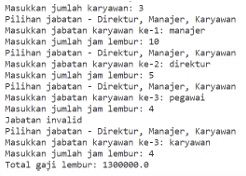 Masukkan jumlah karyawan: 3
Pilihan jabatan - Direktur, Manajer, Karyawan
Masukkan jabatan karyawan ke-1: manajer
Masukkan jumlah jam lembur: 10
Pilihan jabatan - Direktur, Manajer, Karyawan
Masukkan jabatan karyawan ke-2: direktur
Masukkan jumlah jam lembur: 5
Pilihan jabatan - Direktur, Manajer, Karyawan
Masukkan jabatan karyawan ke-3: pegawai
Masukkan jumlah jam lembur: 4
Jabatan invalid
Pilihan jabatan - Direktur, Manajer, Karyawan
Masukkan jabatan karyawan ke-3: karyawan
Masukkan jumlah jam lembur: 4
Total gaji lembur: 1300000.0